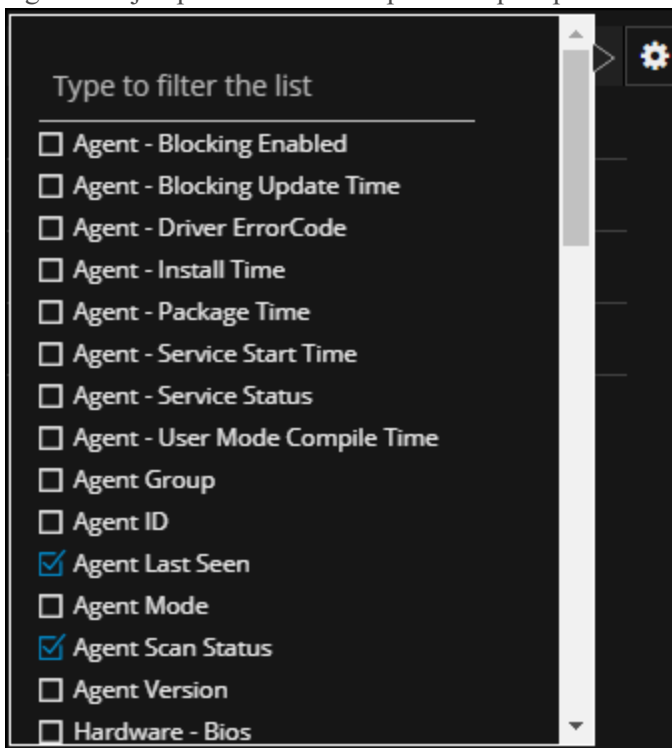 Type to filter the list
Agent - Blocking Enabled
Agent - Blocking Update Time
Agent - Driver ErrorCode
Agent - Install Time
Agent - Package Time
Agent - Service Start Time
Agent - Service Status
Agent - User Mode Compile Time
Agent Group
Agent ID
Agent Last Seen
Agent Mode
Agent Scan Status
Agent Version
Hardware - Bios